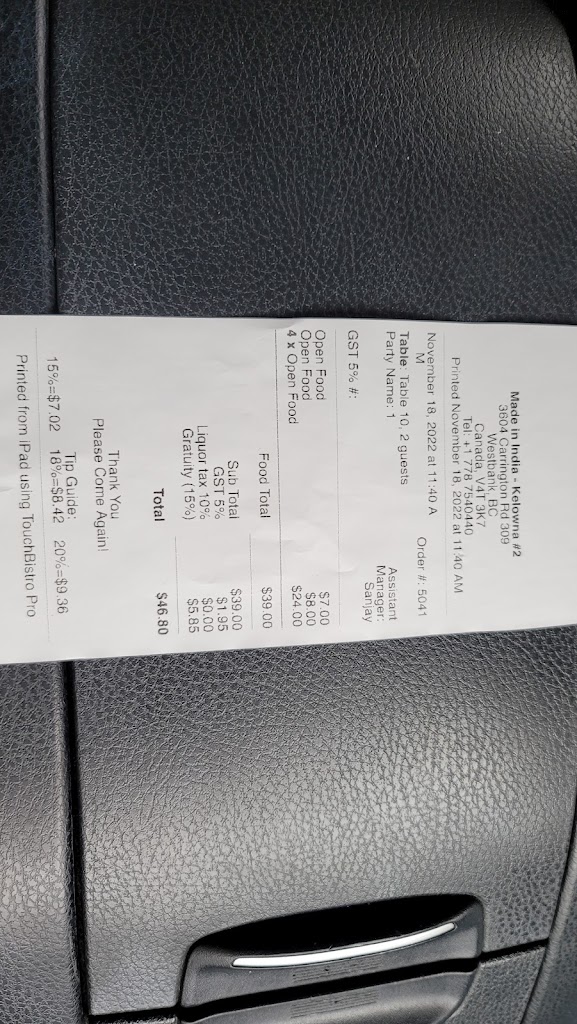 Made in India - Kelowna #2
3604 Carrington Rd 309
Westbank, BC
Canada, V4T 3K7
Tel: +1 778 7540440
Printed November 18, 2022 at 11:40 AM
November 18, 2022 at 11:40 A Order #: 5041
M
Table: Table 10, 2 guests Assistant
Party Name: 1 Manager:
Sanjay
GST 5% #:
Open Food $7.00
Open Food $8.00
4 x Open Food $24.00
Food Total $39.00
Sub Total $39.00
GST 5% $1.95
Liquor tax 10% $0.00
Gratuity (15%) $5.85
Total $46.80
Thank You
Please Come Again!
Tip Guide:
15%=$7.02 18%=$8.42 20%=$9.36
Printed from iPad using TouchBistro Pro